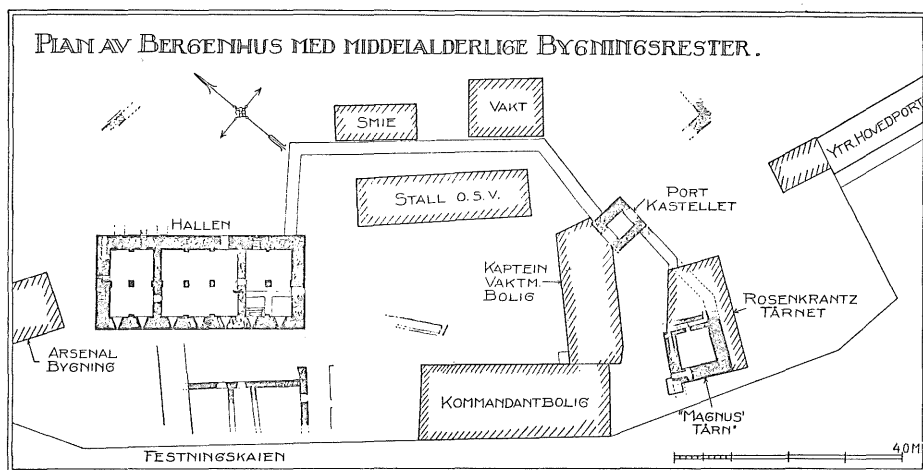 PLAN AV BERGENHUS MED MIDDELALDERLIGE BYGNINGSRESTER.
SMIE
VAKT
YTR. HOVEDPORT
STALL O.S.V.
PORT
KASTELLET
HALLEN
KAPTEIN
VAKTM.
BOLIG
ROSENKRANTZ
TÅRNET
ARSENAL
BYGNING
KOMMANDANTBOLIG
"MAGNUS'
TÅRN"
FESTNINGSKAIEN
40 M